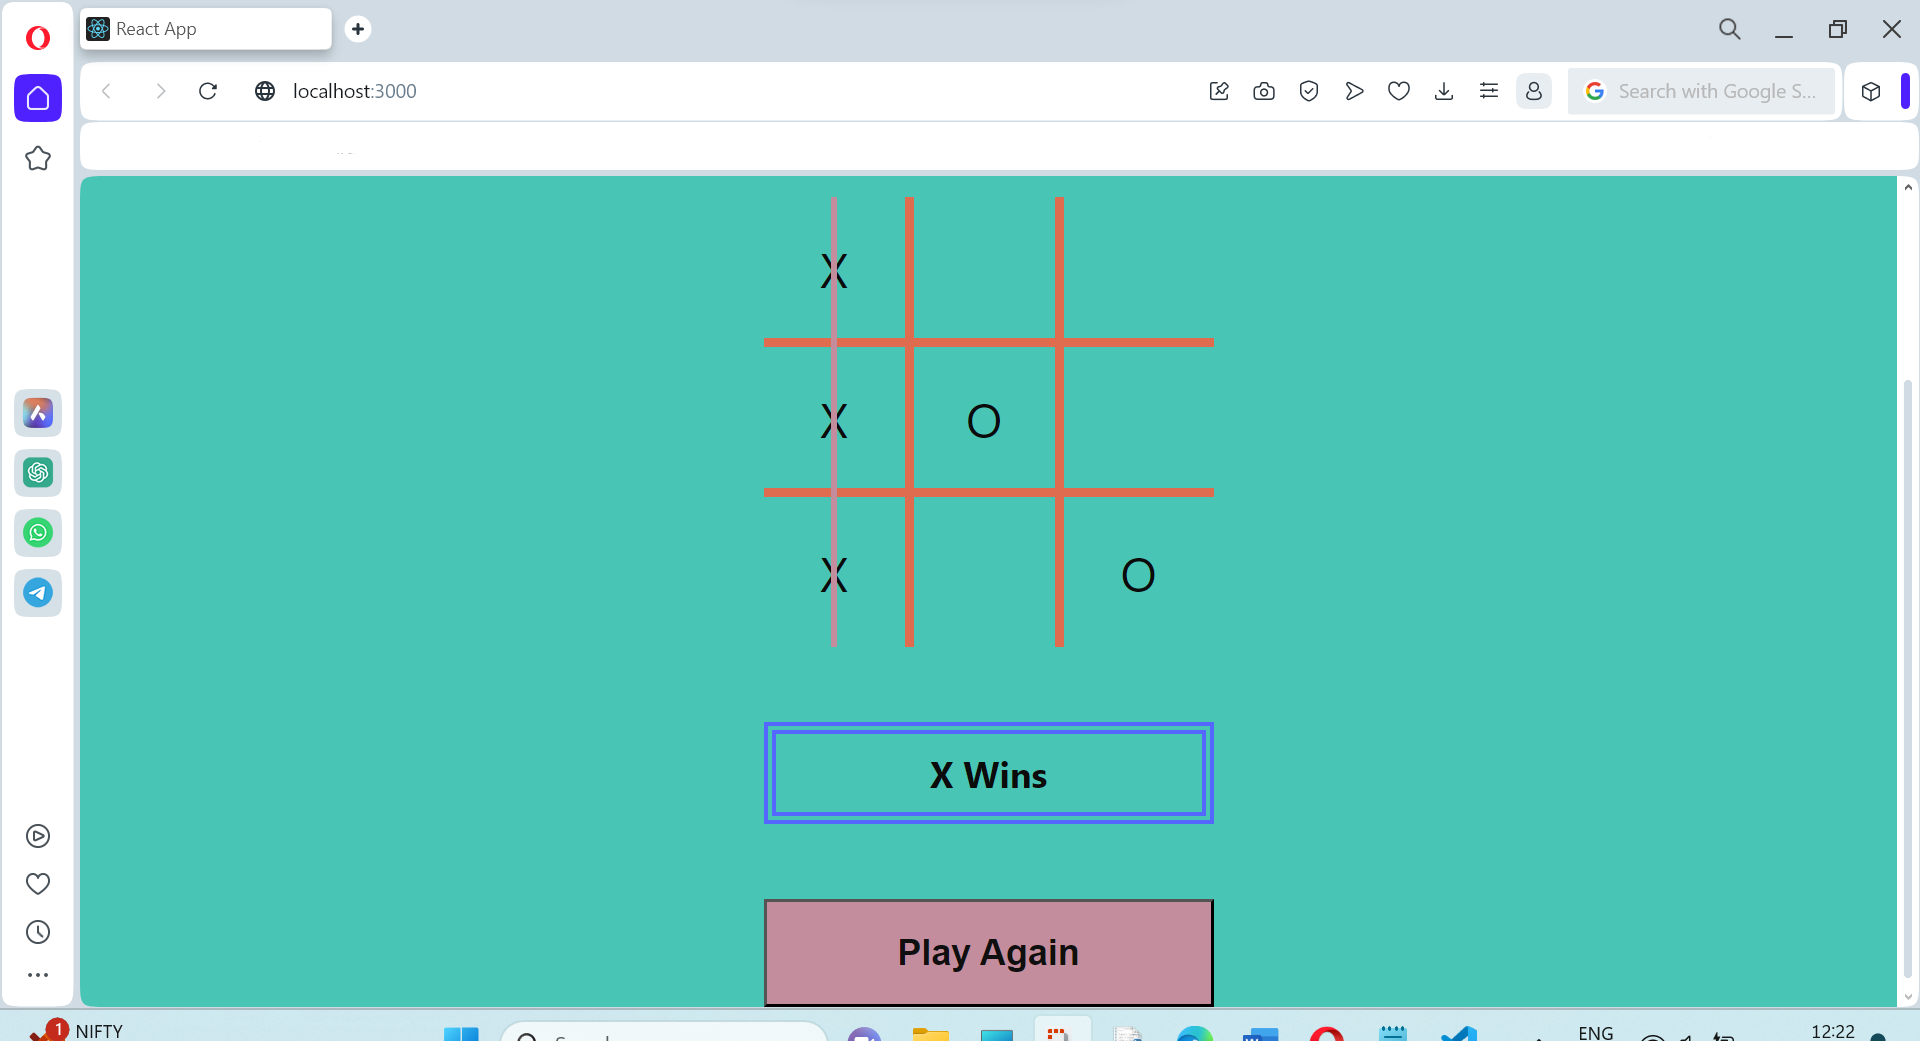 React App
localhost:3000
Search with Google S...
X
X O
X O
X Wins
Play Again
1 NIFTY
ENG
12:22